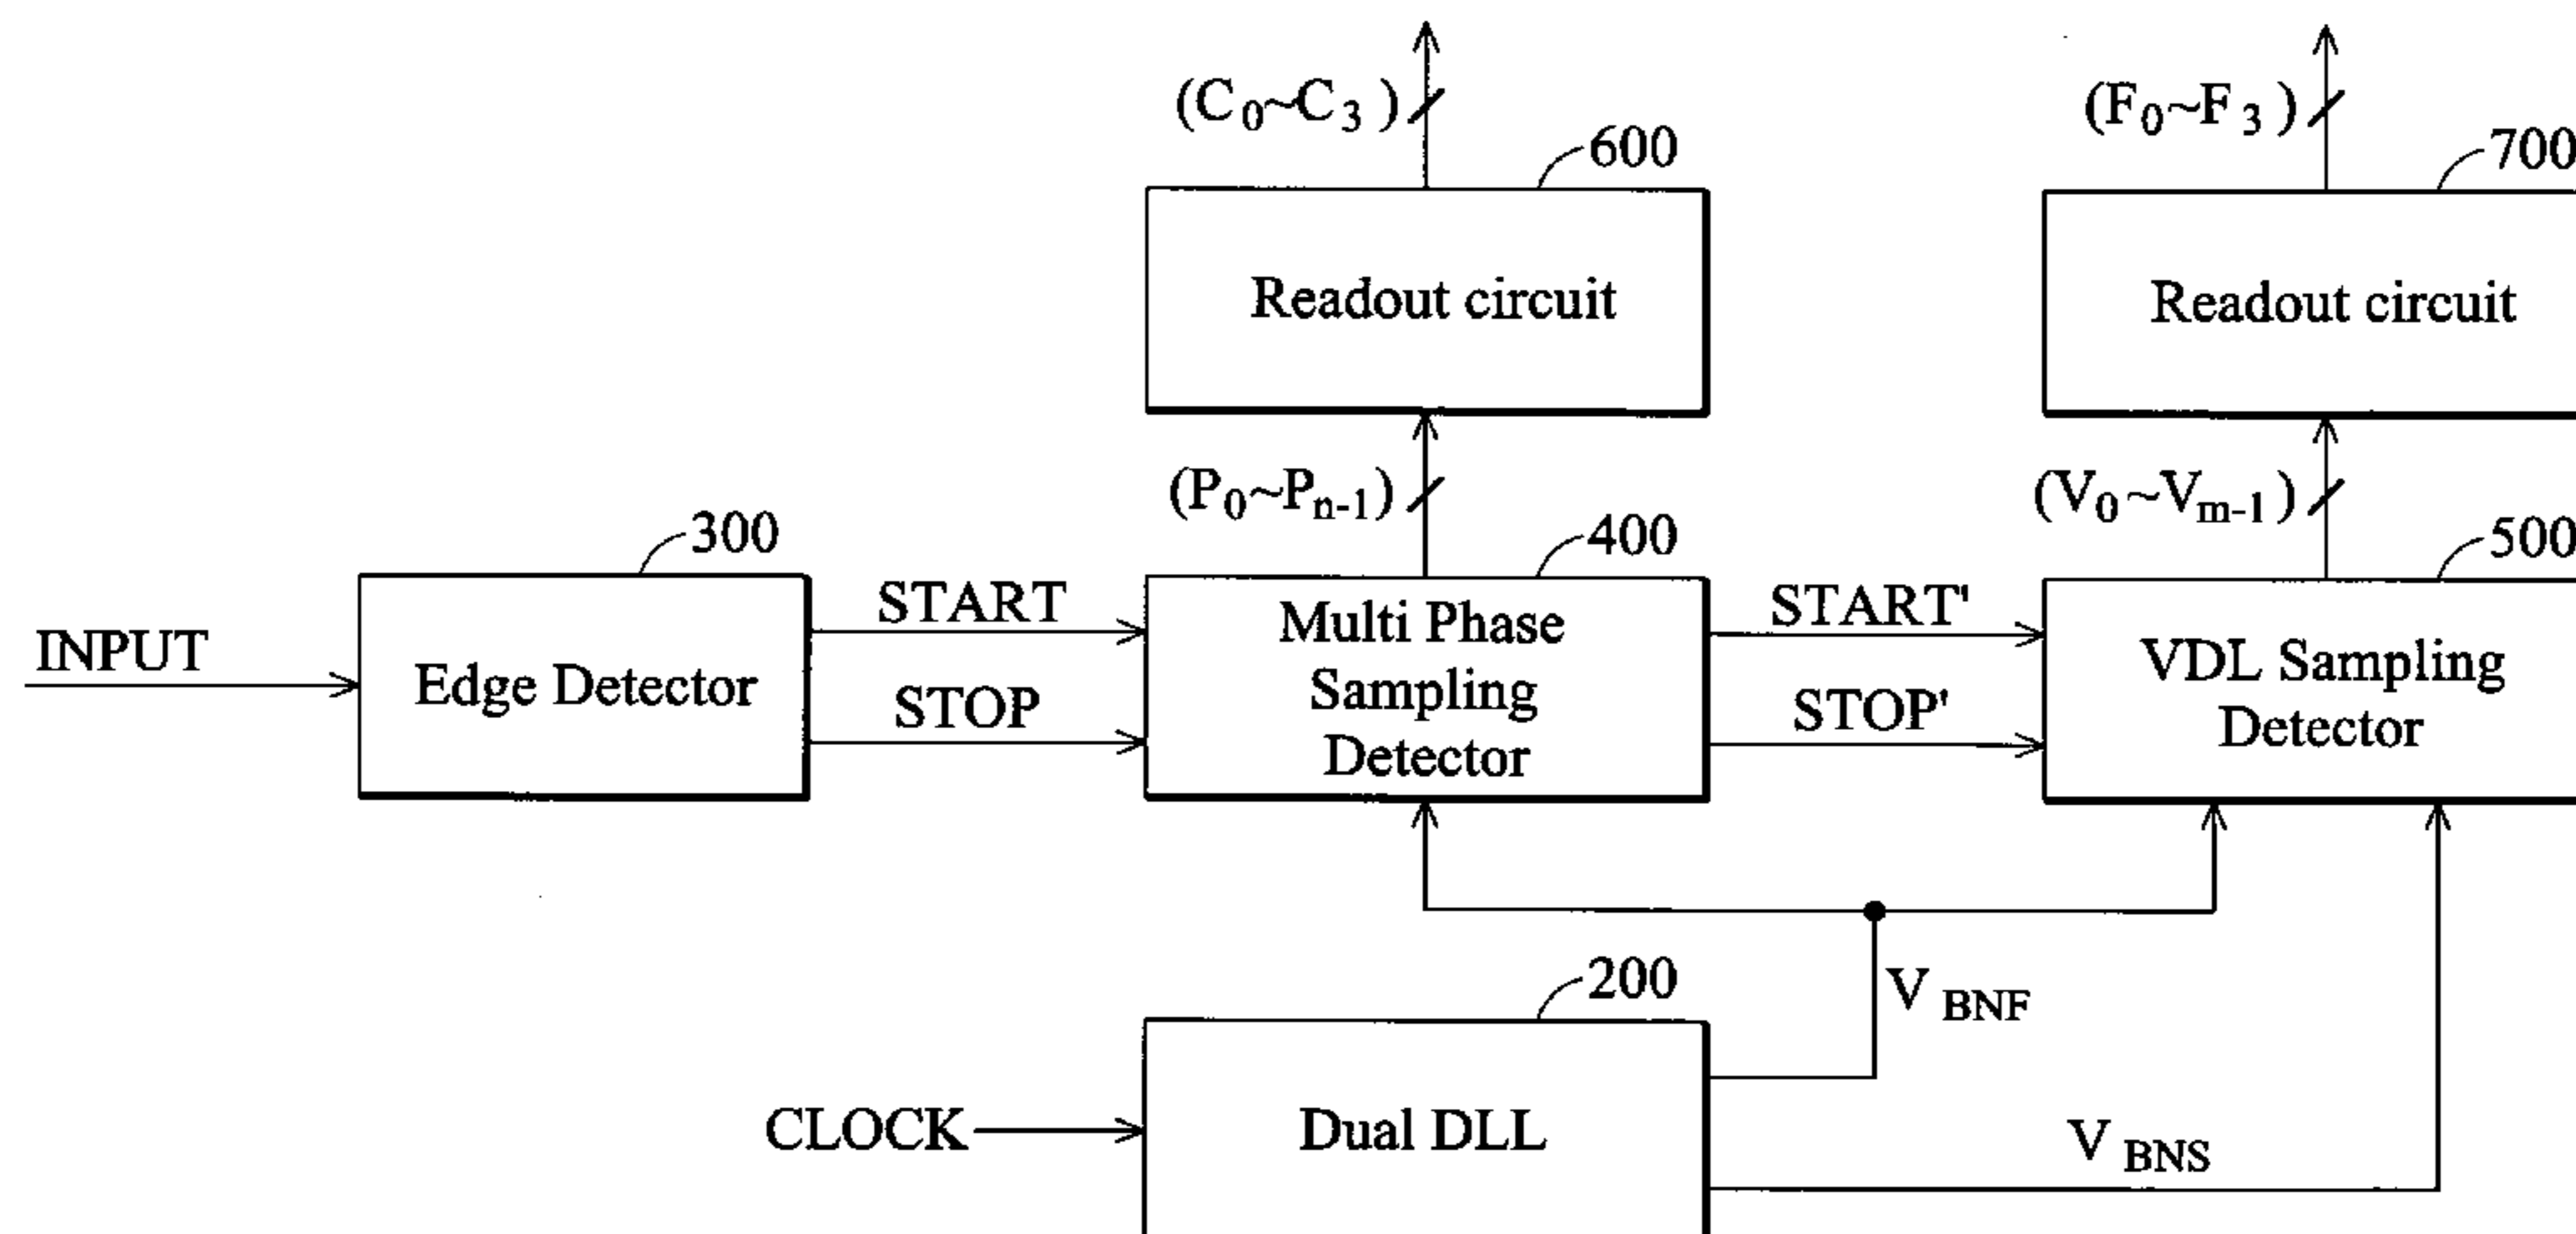 (C0~C3)
(F0~F3)
600
700
Readout circuit
Readout circuit
(P0~Pn-1)
(V0~Vm-1)
300
400
500
INPUT
Edge Detector
START
STOP
Multi Phase
Sampling
Detector
START'
STOP'
VDL Sampling
Detector
200
VBNF
CLOCK
Dual DLL
VBNS